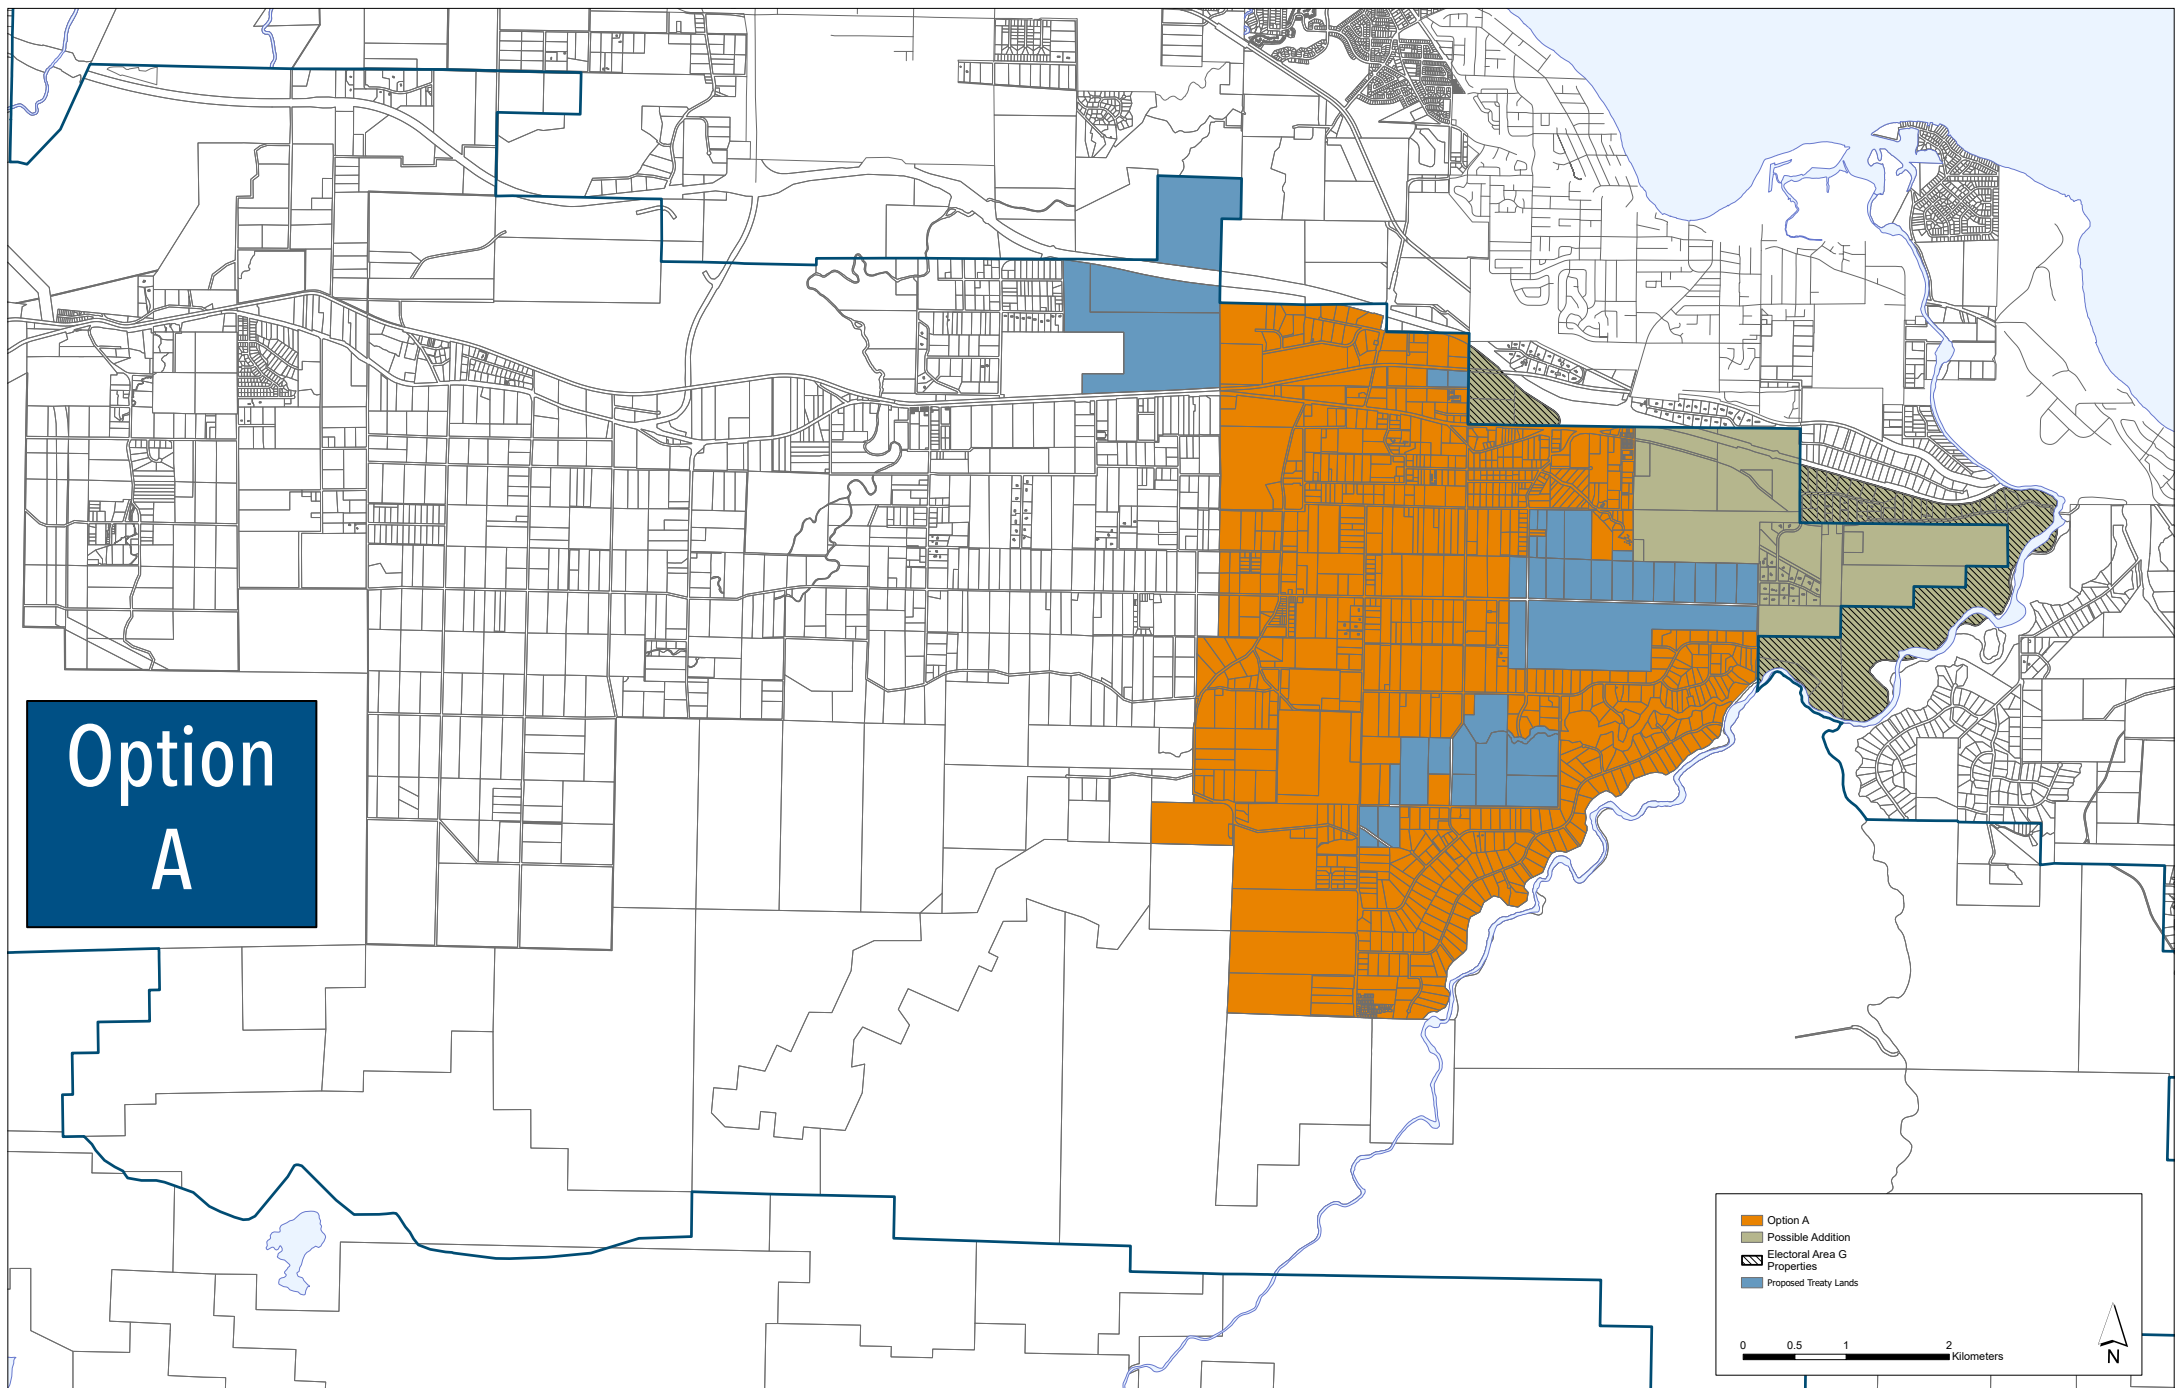 Option
A
Option A
Possible Addition
Electoral Area G
Properties
Proposed Treaty Lands
0 0.5 1 2
Kilometers
N